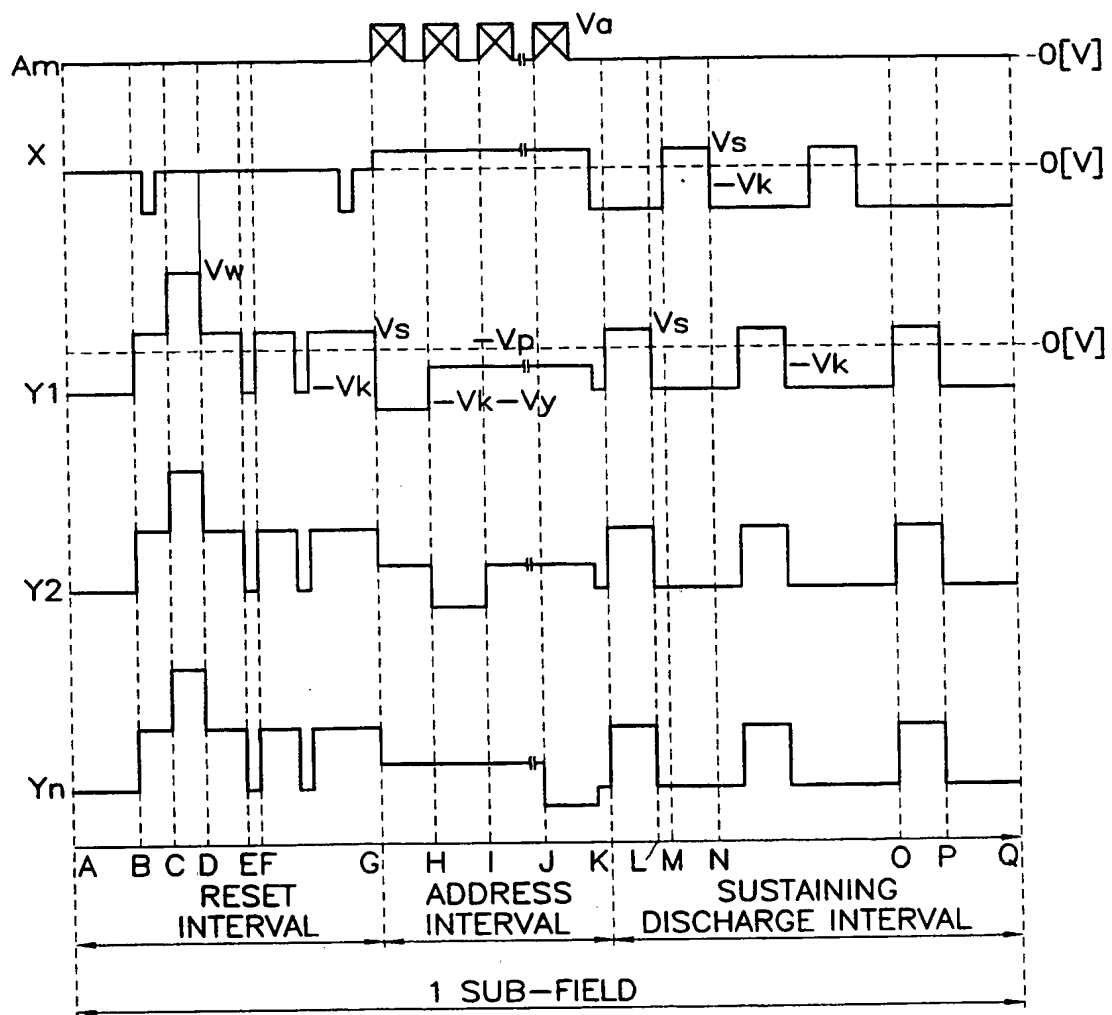 Va
Am
-0[V]
X
Vs
-0[V]
-Vk
Vw
Vs
-Vp
Vs
-0[V]
Y1
-Vk
-Vk-Vy
-Vk
Y2
Yn
A B C D E F G H I J K L M N O P Q
RESET INTERVAL
ADDRESS INTERVAL
SUSTAINING DISCHARGE INTERVAL
1 SUB-FIELD